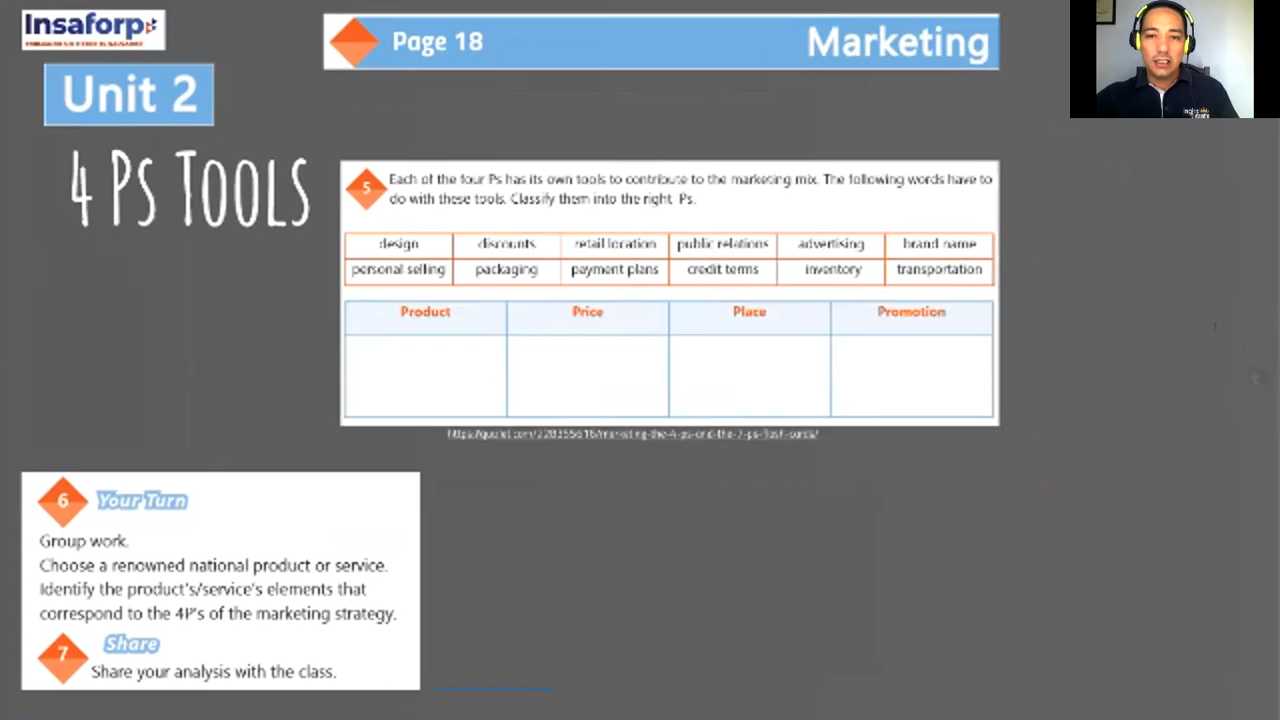 Insaforp
Page 18
Marketing
Unit 2
4 Ps Tools
5
Each of the four Ps has its own tools to contribute to the marketing mix. The following words have to
do with these tools. Classify them into the right Ps.
design discounts retail location public relations advertising brand name
personal selling packaging payment plans credit terms inventory transportation
Product Price Place Promotion
6 Your Turn
Group work.
Choose a renowned national product or service.
Identify the product's/service's elements that
correspond to the 4P's of the marketing strategy.
7 Share
Share your analysis with the class.